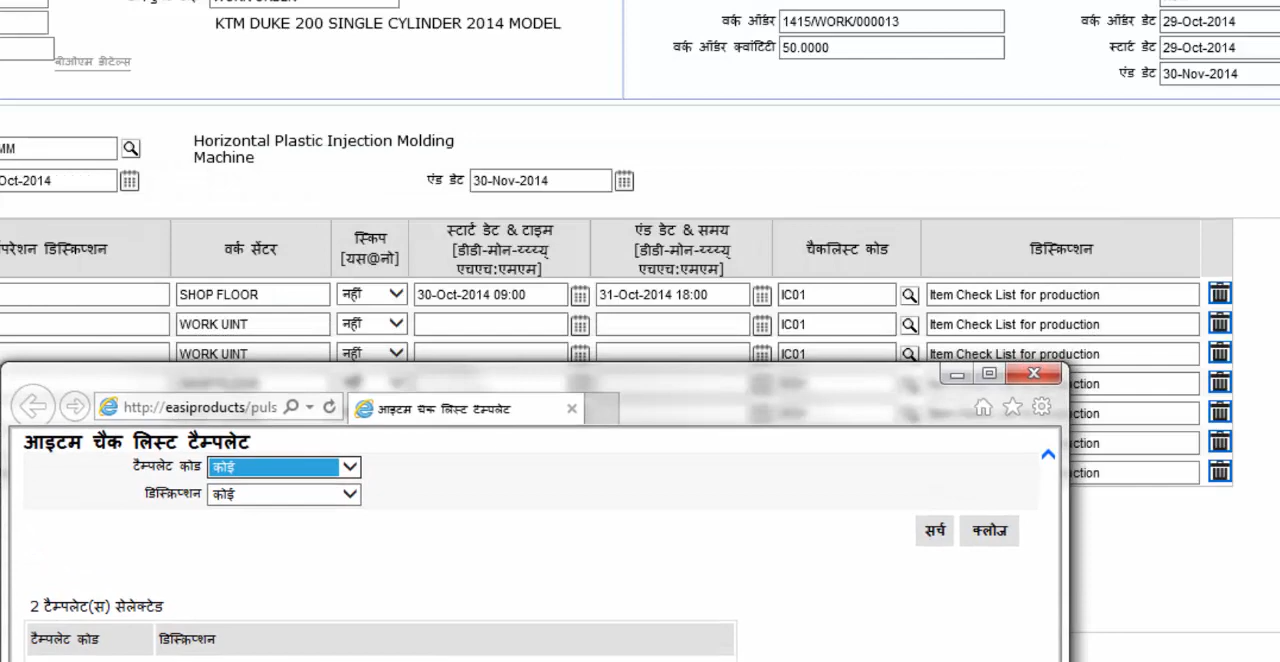 KTM DUKE 200 SINGLE CYLINDER 2014 MODEL
वर्क ऑर्डर 1415/WORK/000013 वर्क ऑर्डर डेट 29-Oct-2014
वर्क ऑर्डर क्वांटिटी 50.0000 स्टार्ट डेट 29-Oct-2014
बीओएम डीटेल्स
एंड डेट 30-Nov-2014
MM Horizontal Plastic Injection Molding
Machine
Oct-2014 एंड डेट 30-Nov-2014
परेशन डिस्क्रिप्शन वर्क सेंटर स्किप [यस@नो] स्टार्ट डेट & टाइम [डीडी-मोन-य्य्य्य् एचएच:एमएम] एंड डेट & समय [डीडी-मोन-य्य्य्य् एचएच:एमएम] चैकलिस्ट कोड डिस्क्रिप्शन
SHOP FLOOR नहीं 30-Oct-2014 09:00 31-Oct-2014 18:00 IC01 Item Check List for production
WORK UINT नहीं IC01 Item Check List for production
WORK UINT नहीं IC01 Item Check List for production
ction
http://easiproducts/puls आइटम चैक लिस्ट टैम्पलेट
ction
आइटम चैक लिस्ट टैम्पलेट
ction
टैम्पलेट कोड कोई
ction
डिस्क्रिप्शन कोई
सर्च क्लोज
2 टैम्पलेट(स) सेलेक्टेड
टैम्पलेट कोड डिस्क्रिप्शन